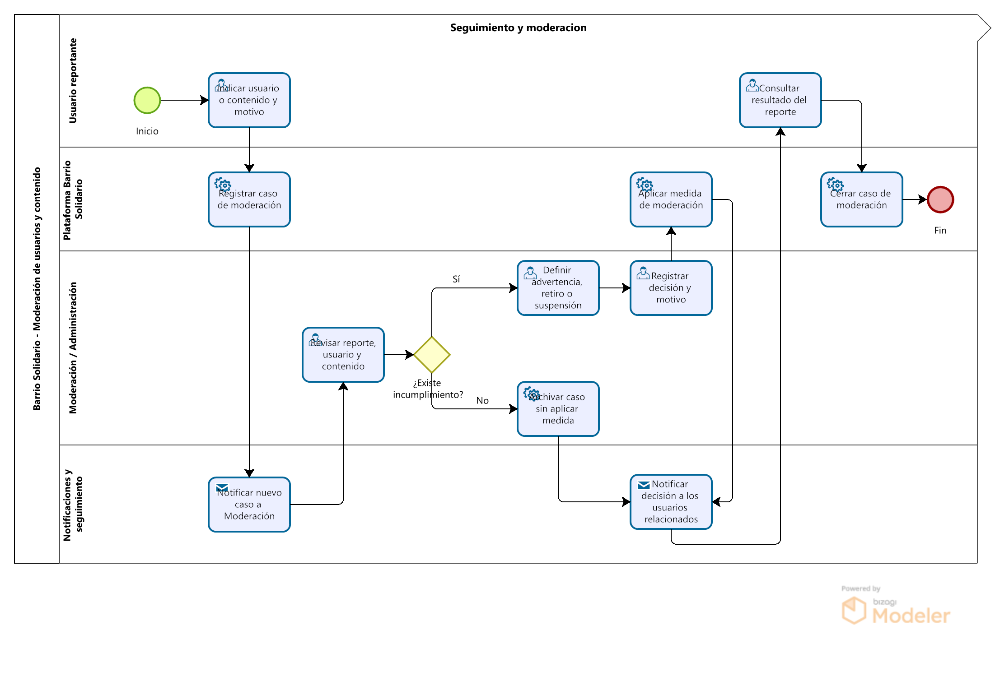 Seguimiento y moderacion
Barrio Solidario - Moderación de usuarios y contenido
Usuario reportante
Inicio
Indicar usuario
o contenido y
motivo
Consultar
resultado del
reporte
Plataforma Barrio
Solidario
Registrar caso
de moderación
Aplicar medida
de moderación
Cerrar caso de
moderación
Fin
Moderación / Administración
Revisar reporte,
usuario y
contenido
¿Existe
incumplimiento?
Sí
Definir
advertencia,
retiro o
suspensión
Registrar
decisión y
motivo
No
Archivar caso
sin aplicar
medida
Notificaciones y
seguimiento
Notificar nuevo
caso a
Moderación
Notificar
decisión a los
usuarios
relacionados
Powered by
bizagi
Modeler